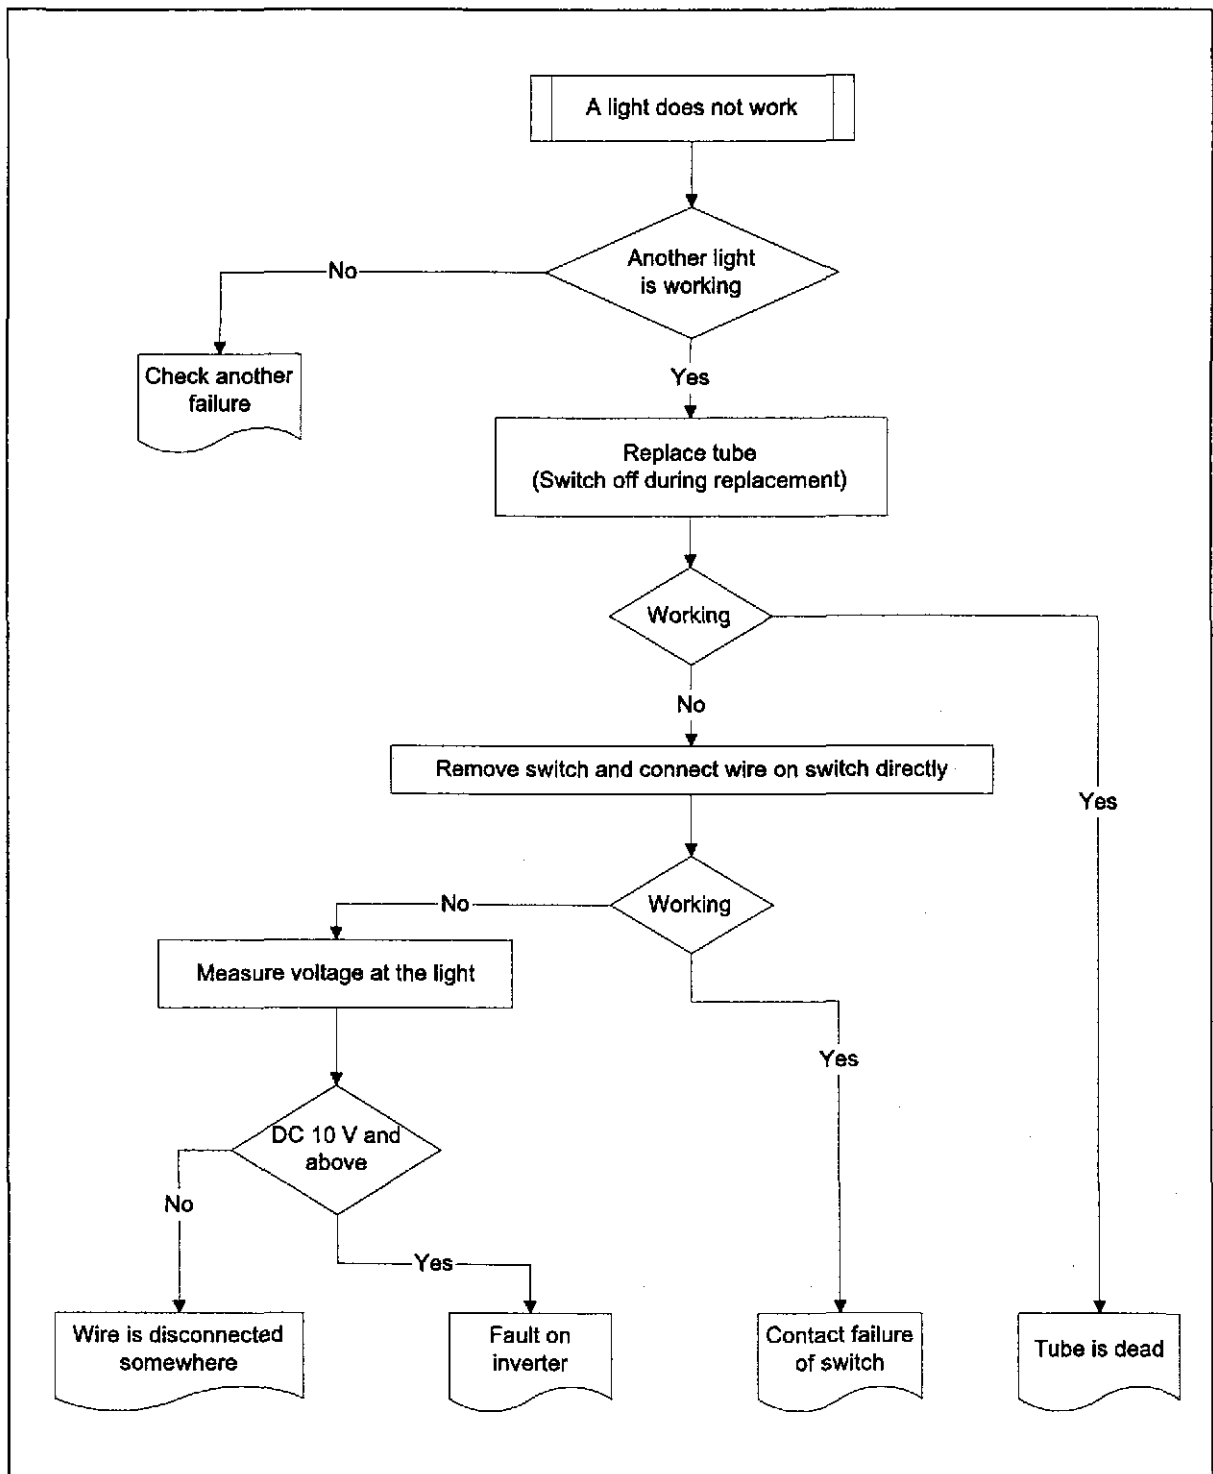 A light does not work
Another light
is working
No
Check another
failure
Yes
Replace tube
(Switch off during replacement)
Working
No
Yes
Remove switch and connect wire on switch directly
Working
No
Measure voltage at the light
Yes
DC 10 V and
above
No
Yes
Wire is disconnected
somewhere
Fault on
inverter
Contact failure
of switch
Tube is dead